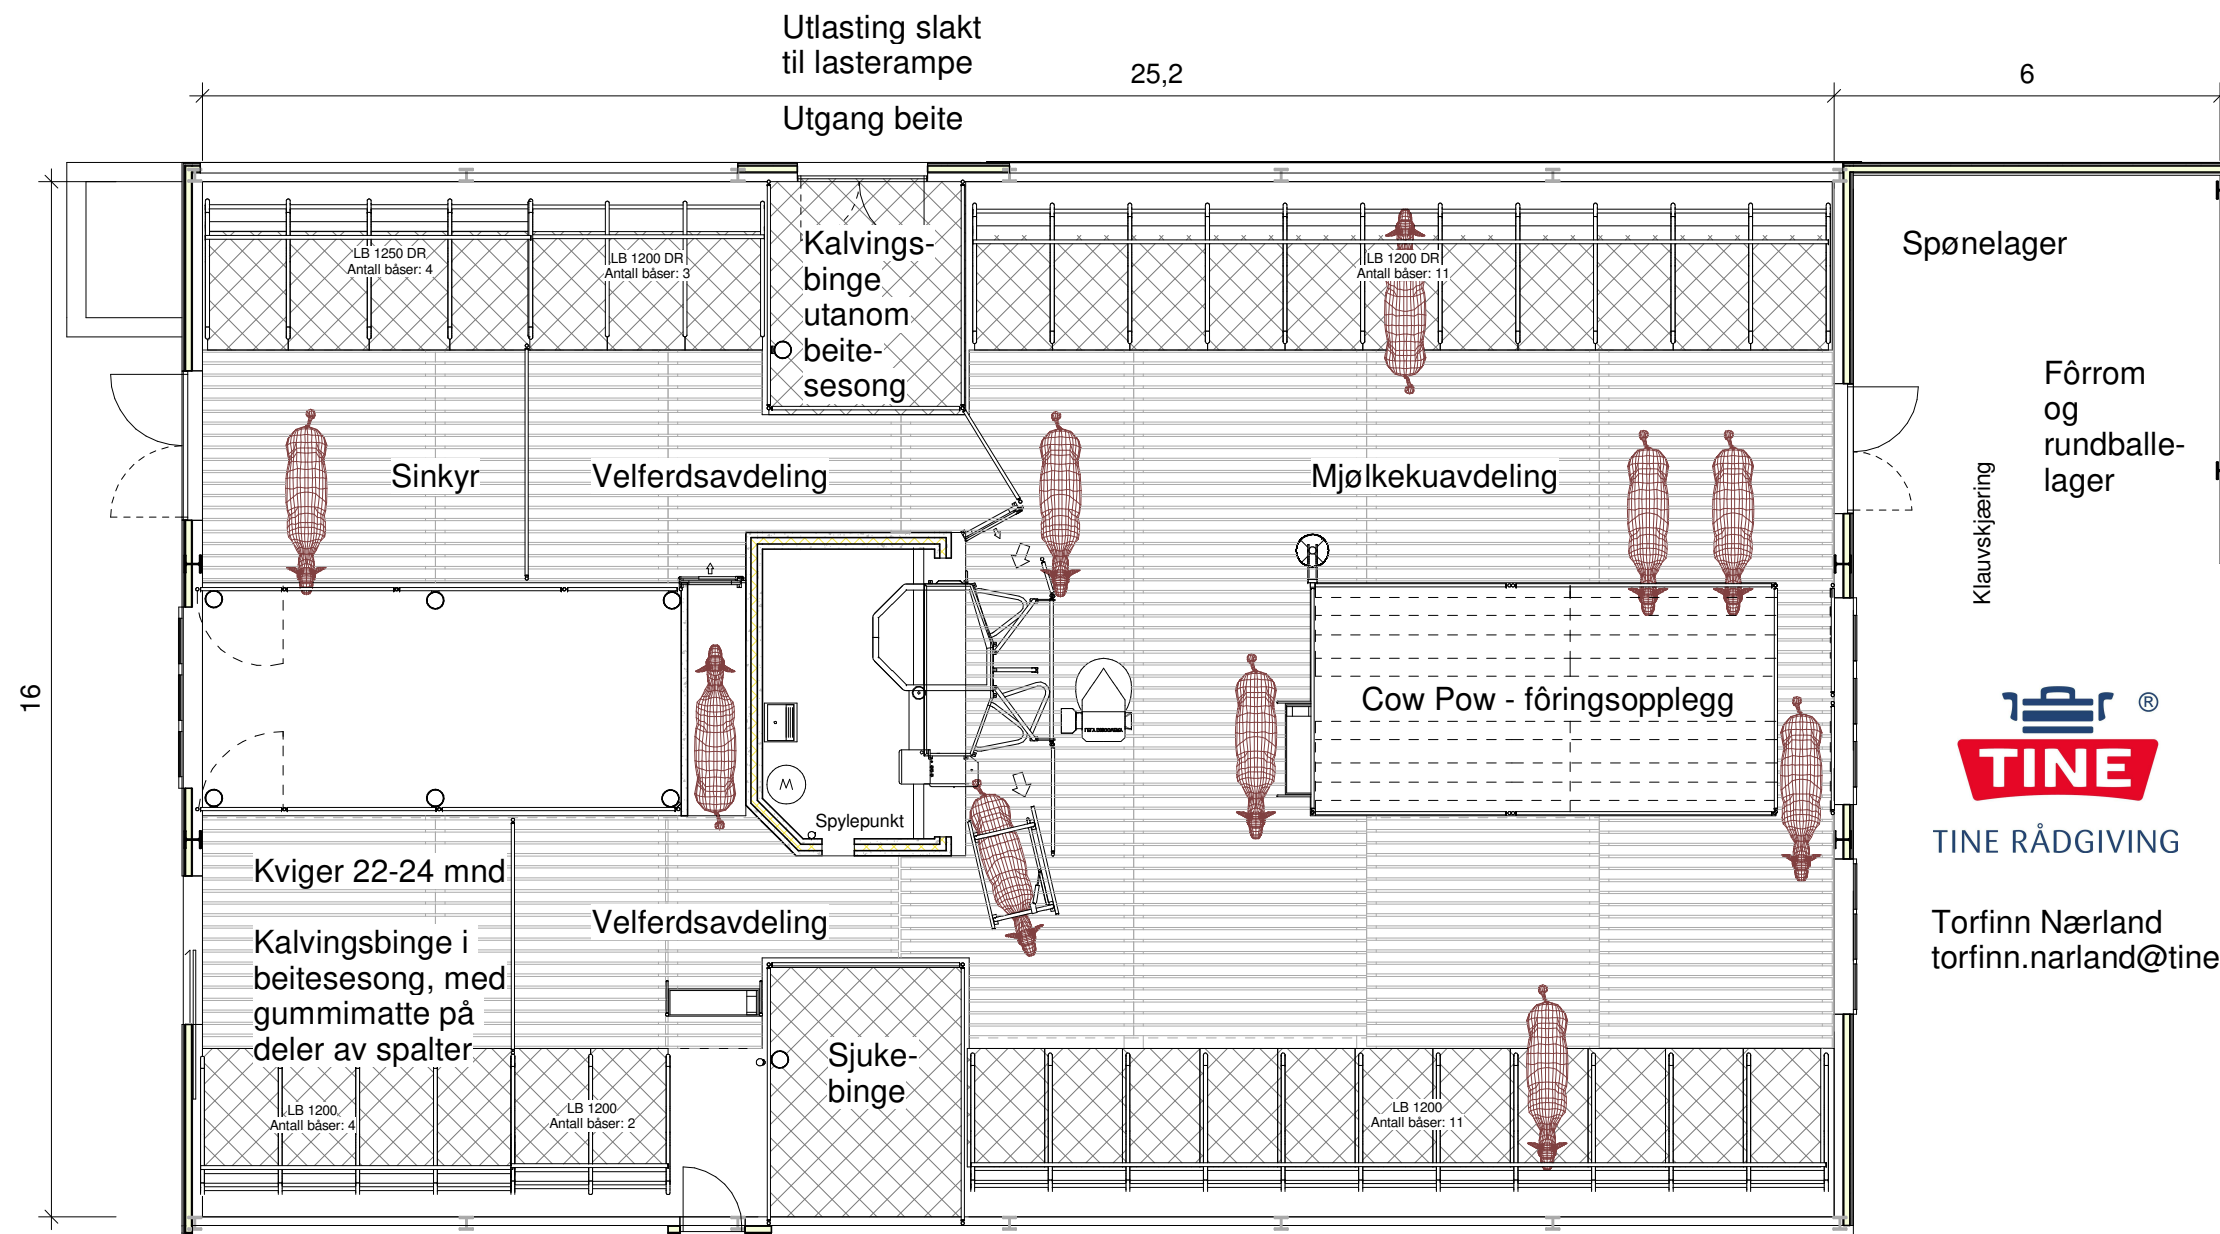 Utlasting slakt
til lasterampe
25,2
6
Utgang beite
LB 1250 DR
Antall båser: 4
LB 1200 DR
Antall båser: 3
Kalvings-
binge
utanom
beite-
sesong
LB 1200 DR
Antall båser: 11
Spønelager
Fôrrom
og
rundballe-
lager
Klauvskjæring
Sinkyr
Velferdsavdeling
Mjølkekuavdeling
16
Cow Pow - fôringsopplegg
W
Spylepunkt
®
TINE
TINE RÅDGIVING
Torfinn Nærland
torfinn.narland@tine
Kviger 22-24 mnd
Kalvingsbinge i
beitesesong, med
gummimatte på
deler av spalter
Velferdsavdeling
Sjuke-
binge
LB 1200
Antall båser: 4
LB 1200
Antall båser: 2
LB 1200
Antall båser: 11